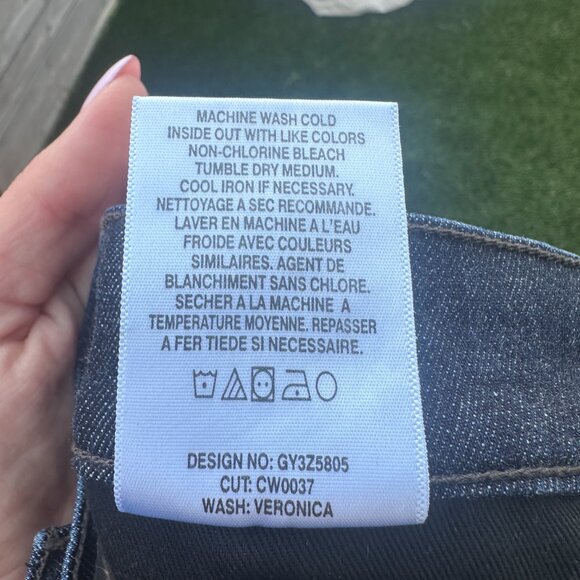 MACHINE WASH COLD
INSIDE OUT WITH LIKE COLORS
NON-CHLORINE BLEACH
TUMBLE DRY MEDIUM.
COOL IRON IF NECESSARY.
NETTOYAGE A SEC RECOMMANDE.
LAVER EN MACHINE A L'EAU
FROIDE AVEC COULEURS
SIMILAIRES. AGENT DE
BLANCHIMENT SANS CHLORE.
SECHER A LA MACHINE A
TEMPERATURE MOYENNE. REPASSER
A FER TIEDE SI NECESSAIRE.
DESIGN NO: GY3Z5805
CUT: CW0037
WASH: VERONICA